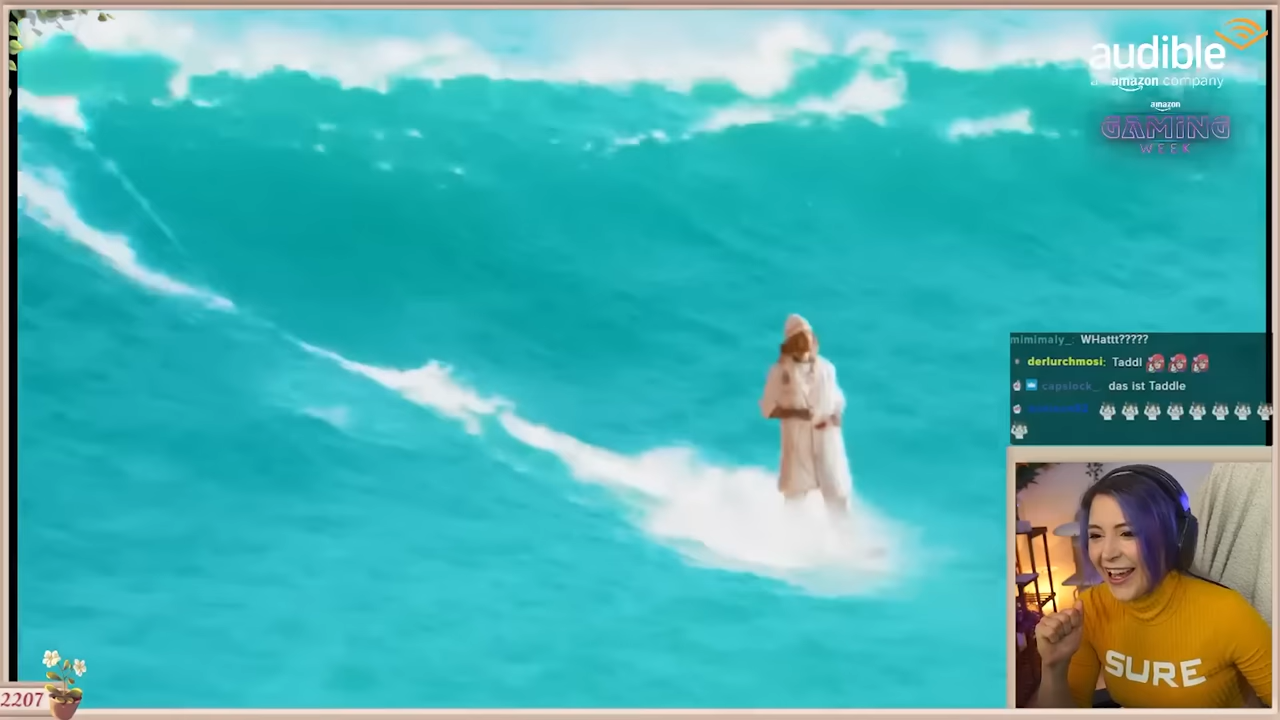 audible
an amazon company
amazon
GAMING
WEEK
mimimaly_: WHattt?????
derlurchmosi: Taddl
capslock_ das ist Taddle
SURE
2207